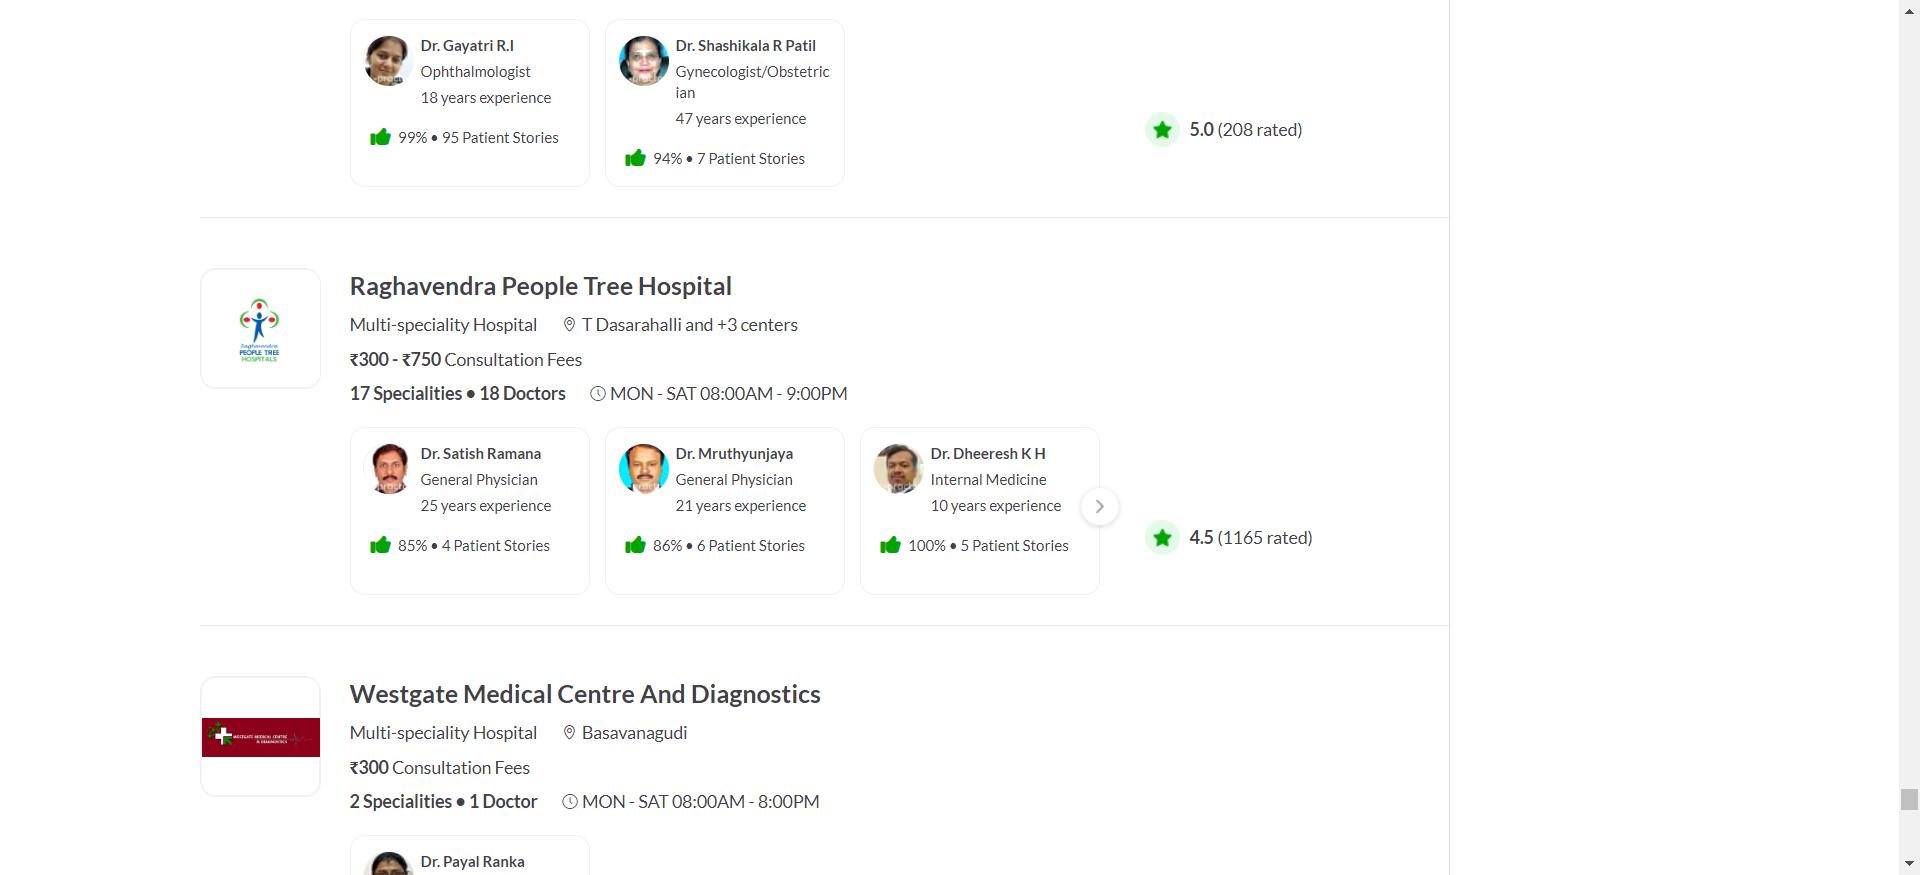 Dr. Gayatri R.I
Ophthalmologist
18 years experience
99% • 95 Patient Stories
Dr. Shashikala R Patil
Gynecologist/Obstetric
ian
47 years experience
94% • 7 Patient Stories
5.0 (208 rated)
Raghavendra
PEOPLE TREE
HOSPITALS
Raghavendra People Tree Hospital
Multi-speciality Hospital T Dasarahalli and +3 centers
₹300 - ₹750 Consultation Fees
17 Specialities • 18 Doctors MON - SAT 08:00AM - 9:00PM
Dr. Satish Ramana
General Physician
25 years experience
85% • 4 Patient Stories
Dr. Mruthyunjaya
General Physician
21 years experience
86% • 6 Patient Stories
Dr. Dheeresh K H
Internal Medicine
10 years experience
100% • 5 Patient Stories
4.5 (1165 rated)
WESTGATE MEDICAL CENTRE
& DIAGNOSTICS
Westgate Medical Centre And Diagnostics
Multi-speciality Hospital Basavanagudi
₹300 Consultation Fees
2 Specialities • 1 Doctor MON - SAT 08:00AM - 8:00PM
Dr. Payal Ranka